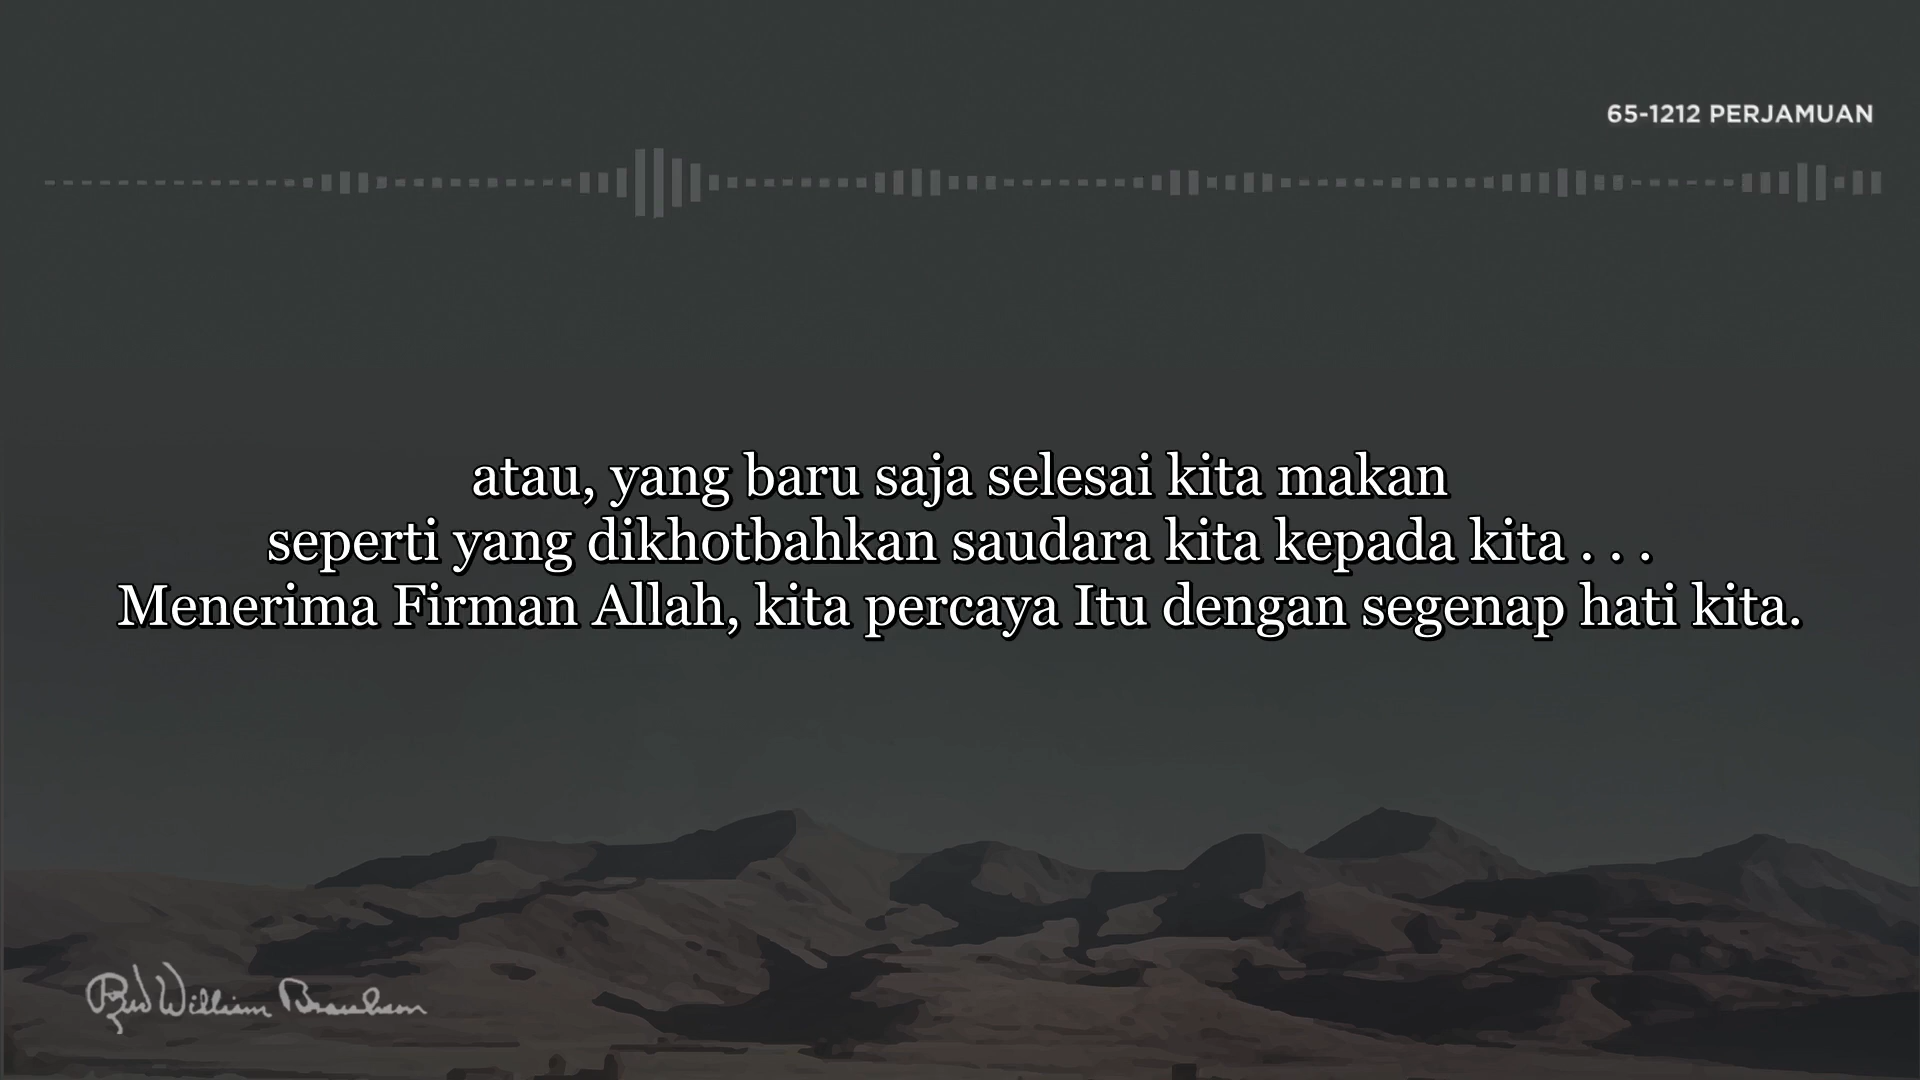 65-1212 PERJAMUAN
atau, yang baru saja selesai kita makan
seperti yang dikhotbahkan saudara kita kepada kita . . .
Menerima Firman Allah, kita percaya Itu dengan segenap hati kita.
Rev William Branham